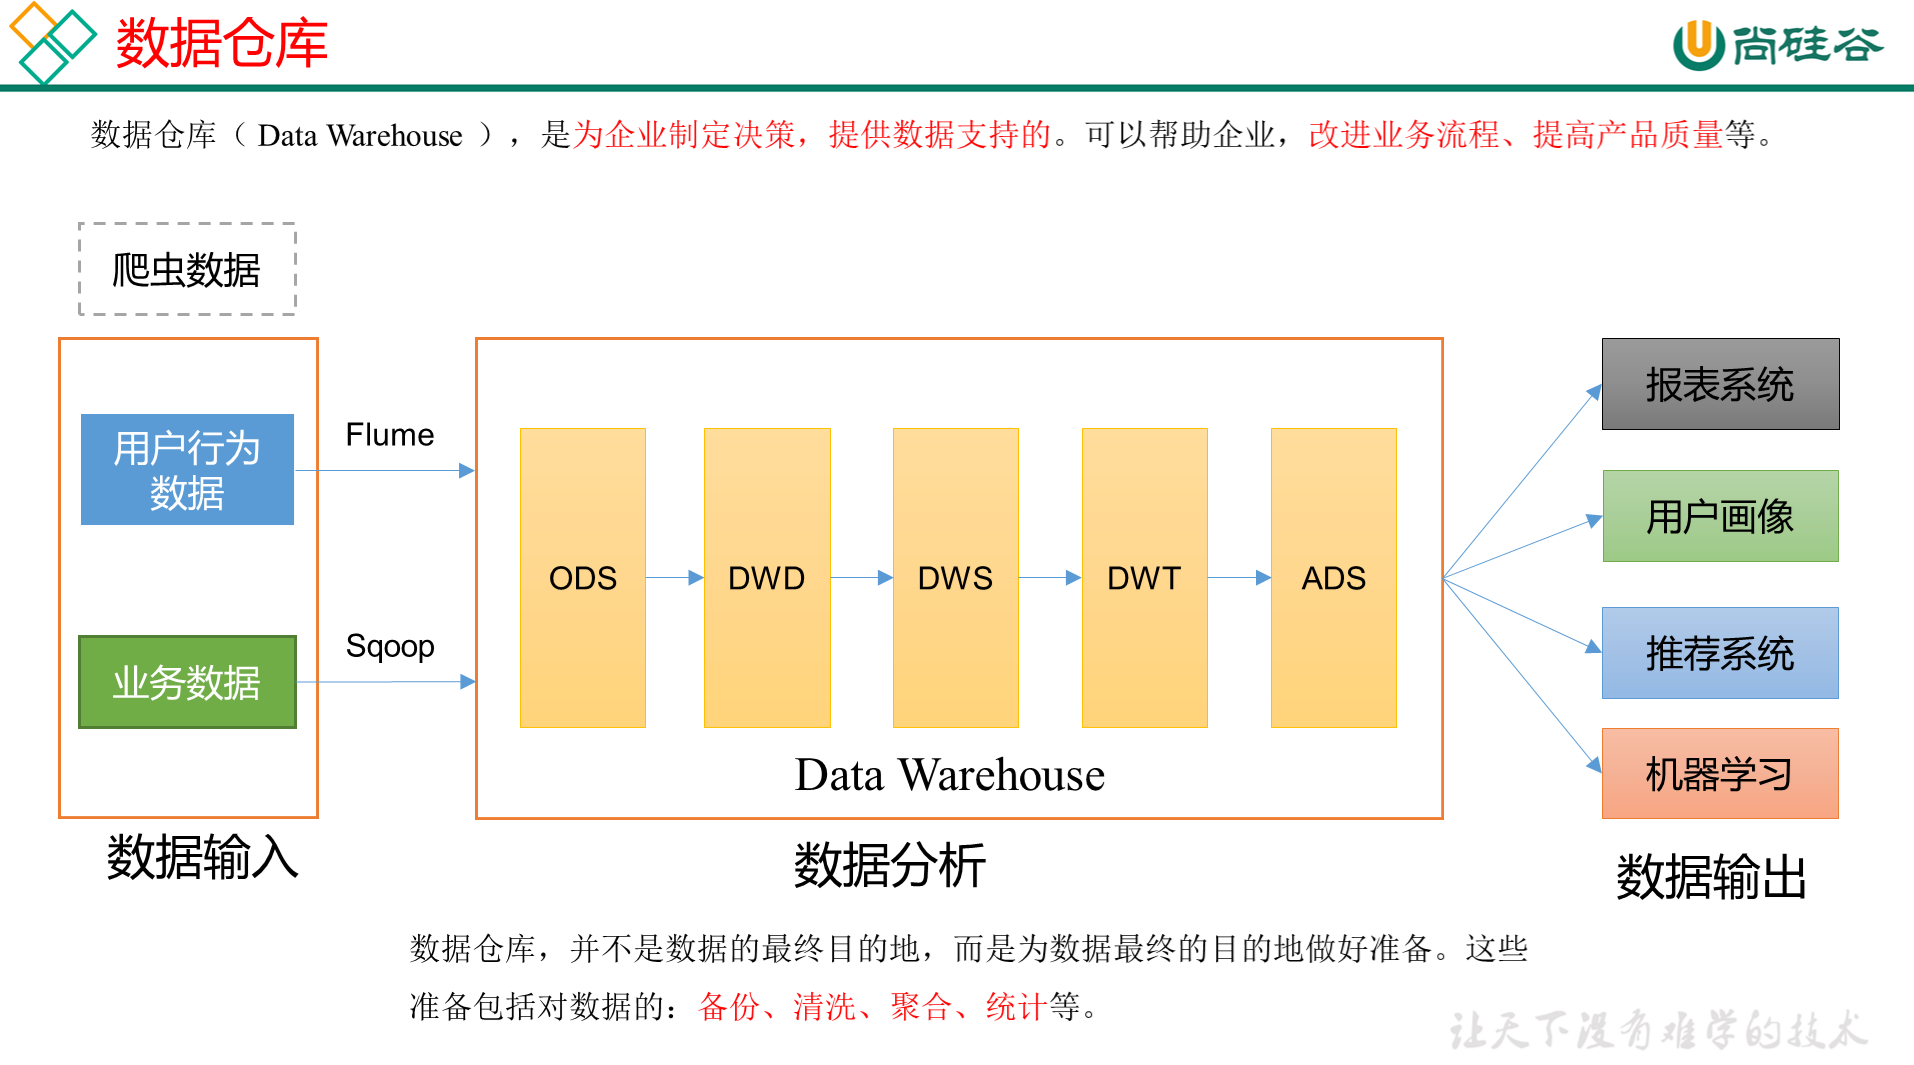 数据仓库
尚硅谷
数据仓库（ Data Warehouse ），是为企业制定决策，提供数据支持的。可以帮助企业，改进业务流程、提高产品质量等。
爬虫数据
用户行为
数据
业务数据
数据输入
Flume
Sqoop
ODS
DWD
DWS
DWT
ADS
Data Warehouse
数据分析
报表系统
用户画像
推荐系统
机器学习
数据输出
数据仓库，并不是数据的最终目的地，而是为数据最终的目的地做好准备。这些
准备包括对数据的：备份、清洗、聚合、统计等。
让天下没有难学的技术